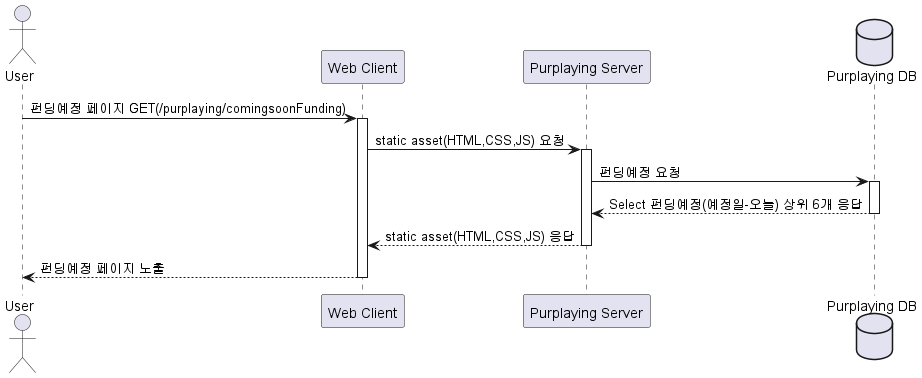 User
Web Client
Purplaying Server
Purplaying DB
펀딩예정 페이지 GET(/purplaying/comingsoonFunding)
static asset(HTML,CSS,JS) 요청
펀딩예정 요청
Select 펀딩예정(예정일-오늘) 상위 6개 응답
static asset(HTML,CSS,JS) 응답
펀딩예정 페이지 노출
User
Web Client
Purplaying Server
Purplaying DB